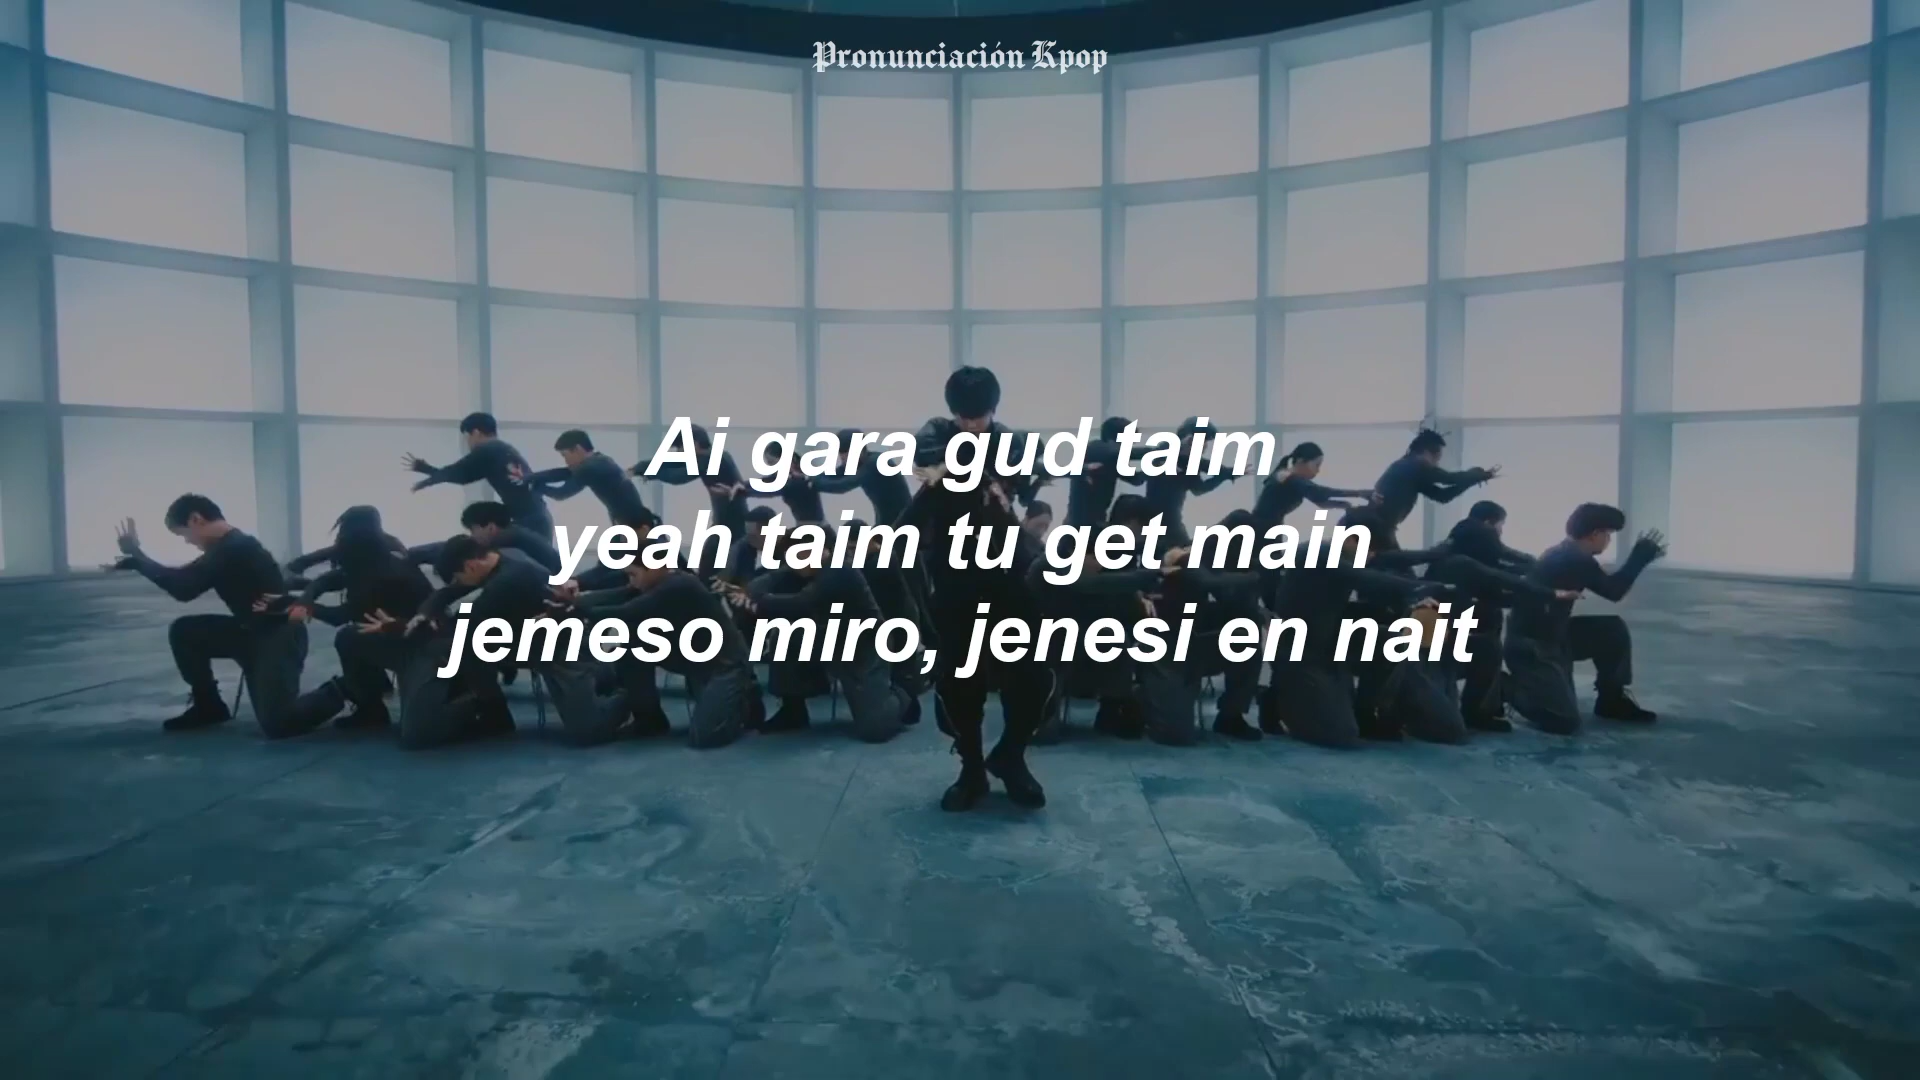 Pronunciación Kpop
Ai gara gud taim
yeah taim tu get main
jemeso miro, jenesi en nait